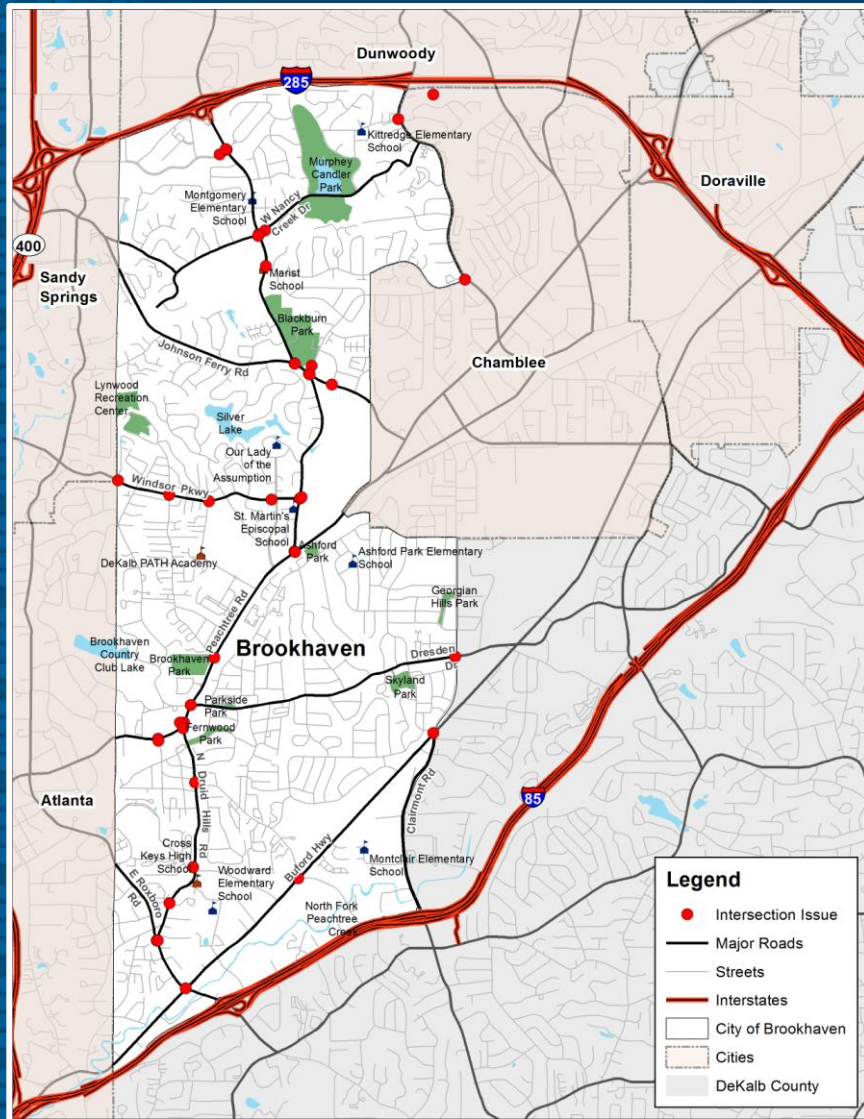 Dunwoody
285
Kittredge Elementary
School
Murphey
Candler
Park
Doraville
Montgomery
Elementary
School
W Nancy
Creek Dr
400
Sandy
Springs
Marist
School
Blackburn
Park
Johnson Ferry Rd
Chamblee
Lynwood
Recreation
Center
Silver
Lake
Our Lady
of the
Assumption
Windsor Pkwy
St. Martin's
Episcopal
School
Ashford
Park
Ashford Park Elementary
School
DeKalb PATH Academy
Georgian
Hills Park
Peachtree Rd
Brookhaven
Brookhaven
Country
Club Lake
Brookhaven
Park
Dresden
Dr
Skyland
Park
Parkside
Park
Fernwood
Park
N Druid Hills Rd
Clairmont Rd
85
Atlanta
Cross
Keys High
School
Buford Hwy
Montclair Elementary
School
Woodward
Elementary
School
E Roxboro
Rd
North Fork
Peachtree
Creek
Legend
Intersection Issue
Major Roads
Streets
Interstates
City of Brookhaven
Cities
DeKalb County